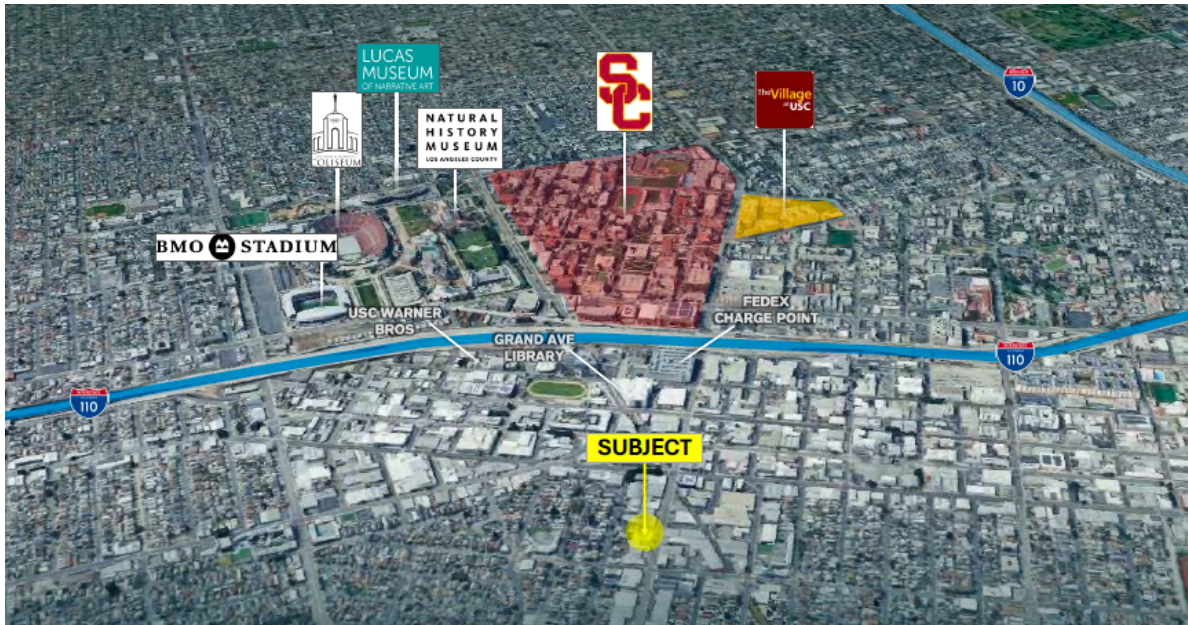 LUCAS
MUSEUM
OF NARRATIVE ART
COLISEUM
NATURAL
HISTORY
MUSEUM
LOS ANGELES COUNTY
SC
The Village
at USC
10
BMO STADIUM
USC WARNER
BROS
GRAND AVE
LIBRARY
FEDEX
CHARGE POINT
110
110
SUBJECT